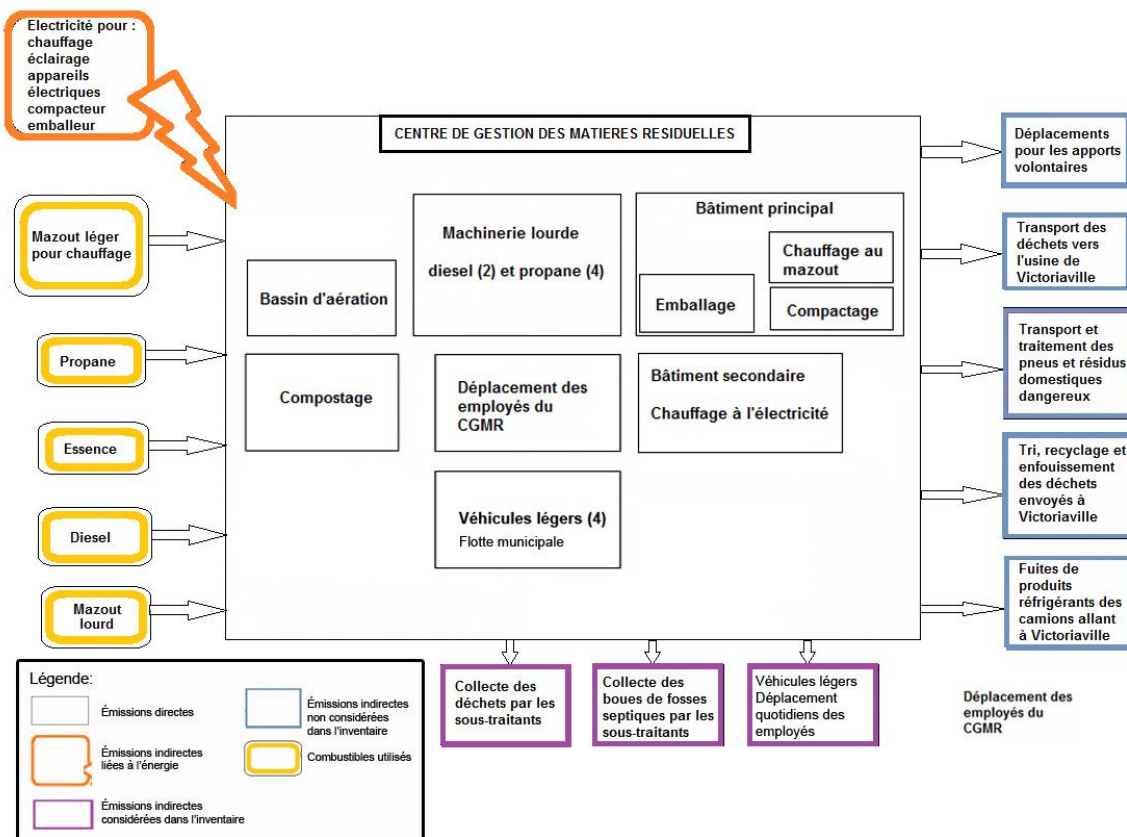 Electricité pour :
chauffage
éclairage
appareils
électriques
compacteur
emballeur
CENTRE DE GESTION DES MATIERES RESIDUELLES
Mazout léger
pour chauffage
Propane
Essence
Diesel
Mazout
lourd
Bassin d'aération
Machinerie lourde
diesel (2) et propane (4)
Bâtiment principal
Chauffage au
mazout
Emballage
Compactage
Compostage
Déplacement des
employés du
CGMR
Bâtiment secondaire
Chauffage à l'électricité
Véhicules légers (4)
Flotte municipale
Déplacements
pour les apports
volontaires
Transport des
déchets vers
l'usine de
Victoriaville
Transport et
traitement des
pneus et résidus
domestiques
dangereux
Tri, recyclage et
enfouissement
des déchets
envoyés à
Victoriaville
Fuites de
produits
réfrigérants des
camions allant
à Victoriaville
Collecte des
déchets par les
sous-traitants
Collecte des
boues de fosses
septiques par les
sous-traitants
Véhicules légers
Déplacement
quotidiens des
employés
Déplacement des
employés du
CGMR
Légende:
Émissions directes
Émissions indirectes
liées à l'énergie
Émissions indirectes
considérées dans l'inventaire
Émissions indirectes
non considérées
dans l'inventaire
Combustibles utilisés